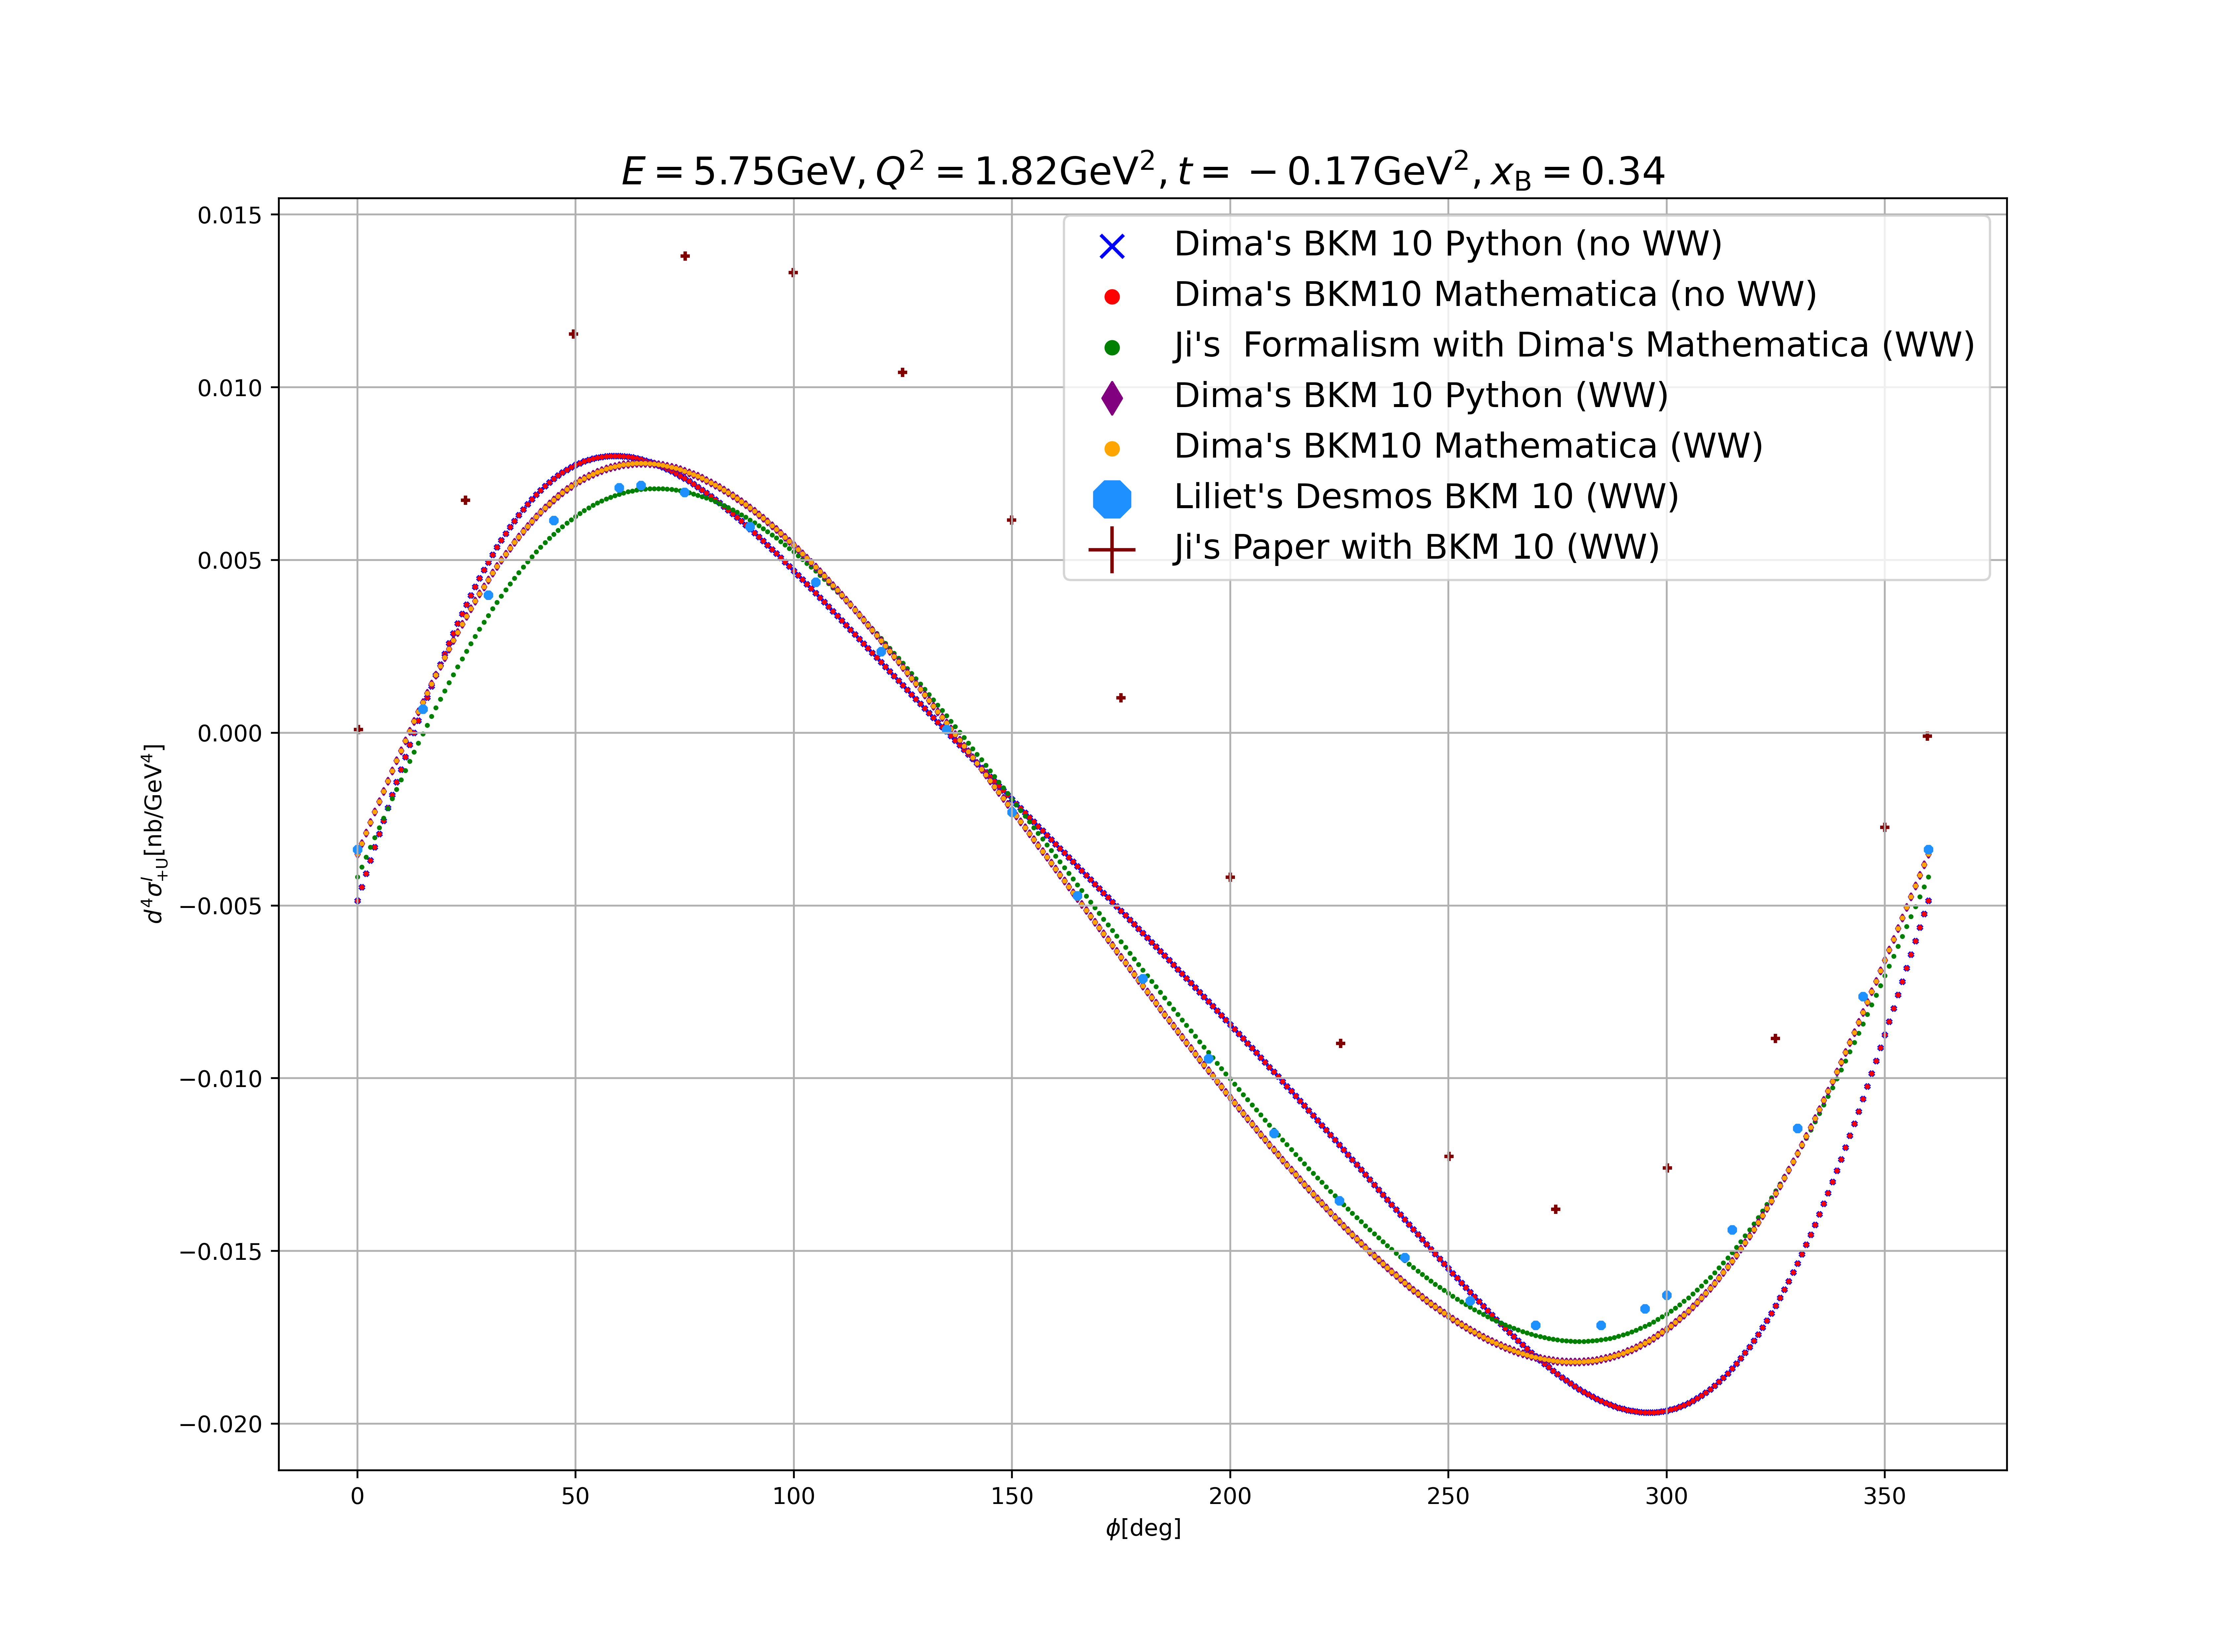 E = 5.75GeV, Q² = 1.82GeV², t = −0.17GeV², x_B = 0.34
0.015
0.010
0.005
0.000
−0.005
−0.010
−0.015
−0.020
d⁴σ^I_{+U}[nb/GeV⁴]
Dima's BKM 10 Python (no WW)
Dima's BKM10 Mathematica (no WW)
Ji's  Formalism with Dima's Mathematica (WW)
Dima's BKM 10 Python (WW)
Dima's BKM10 Mathematica (WW)
Liliet's Desmos BKM 10 (WW)
Ji's Paper with BKM 10 (WW)
0 50 100 150 200 250 300 350
ϕ[deg]